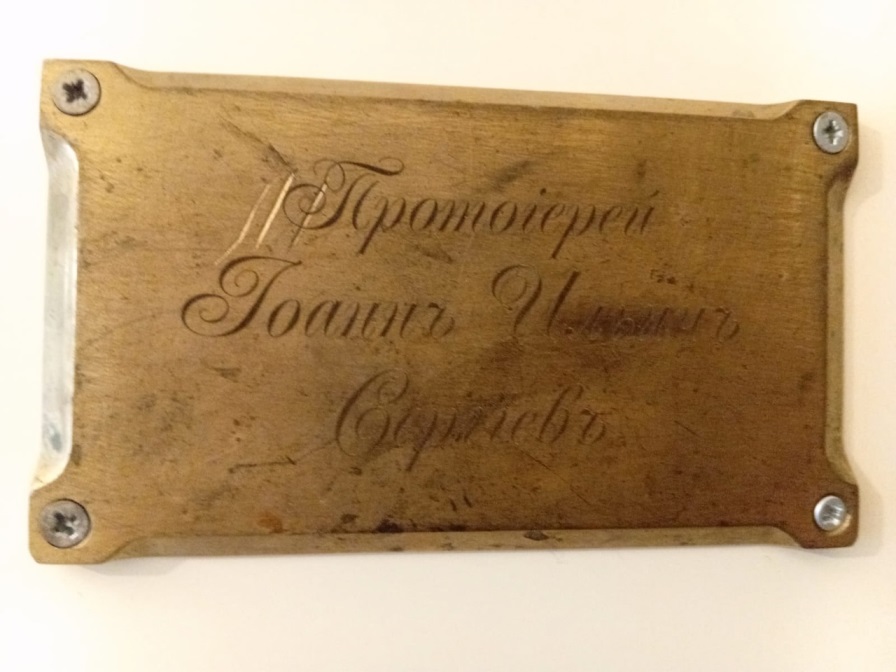 Протоіерей
Іоаннъ Ильичъ
Сергіевъ